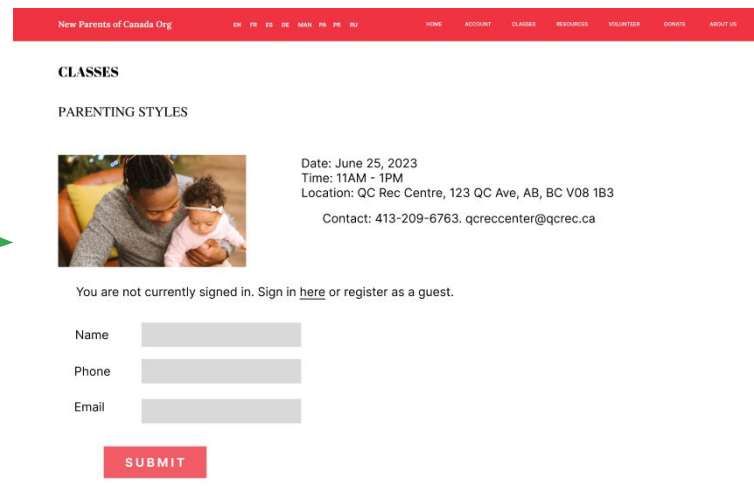 New Parents of Canada Org EN FR ES DE MAN PA PR RU HOME ACCOUNT CLASSES RESOURCES VOLUNTEER DONATE ABOUT US
CLASSES
PARENTING STYLES
Date: June 25, 2023
Time: 11AM - 1PM
Location: QC Rec Centre, 123 QC Ave, AB, BC V08 1B3
Contact: 413-209-6763. qcreccenter@qcrec.ca
You are not currently signed in. Sign in here or register as a guest.
Name
Phone
Email
SUBMIT